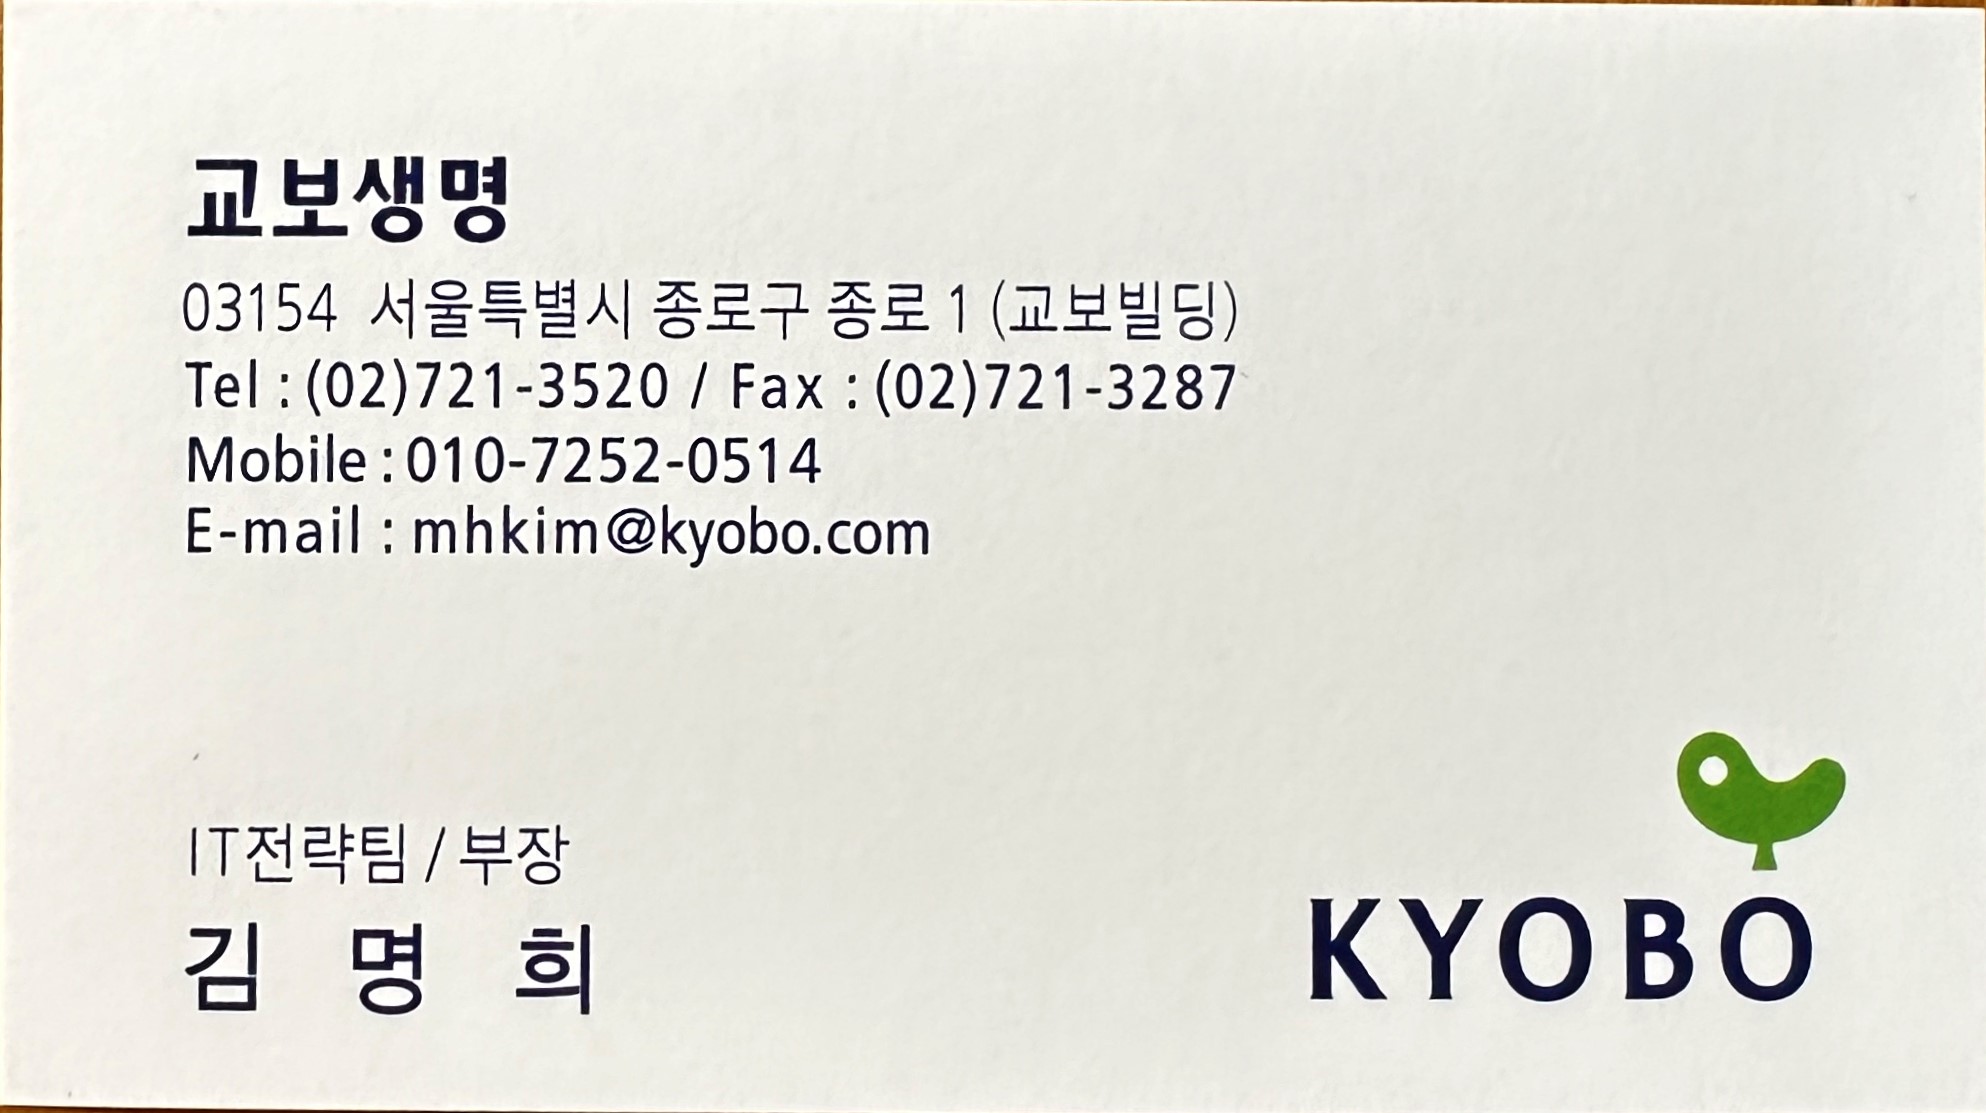 교보생명
03154 서울특별시 종로구 종로 1 (교보빌딩)
Tel : (02)721-3520 / Fax : (02)721-3287
Mobile : 010-7252-0514
E-mail : mhkim@kyobo.com
IT전략팀 / 부장
김 명 희
KYOBO